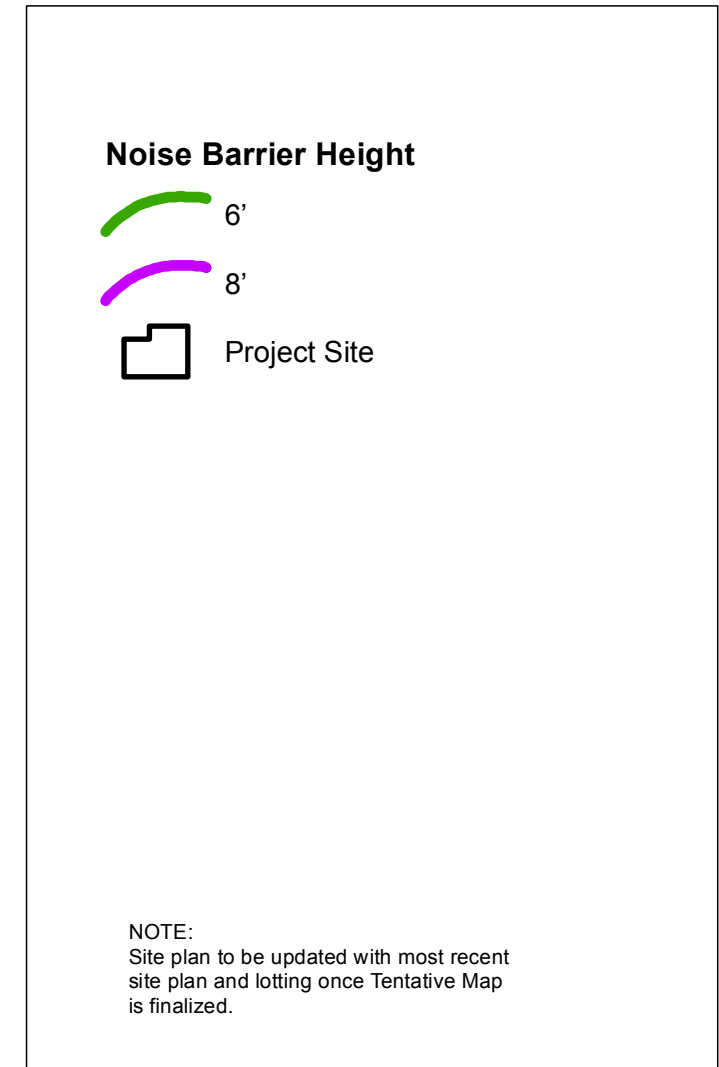 Noise Barrier Height
6’
8’
Project Site
NOTE:
Site plan to be updated with most recent
site plan and lotting once Tentative Map
is finalized.